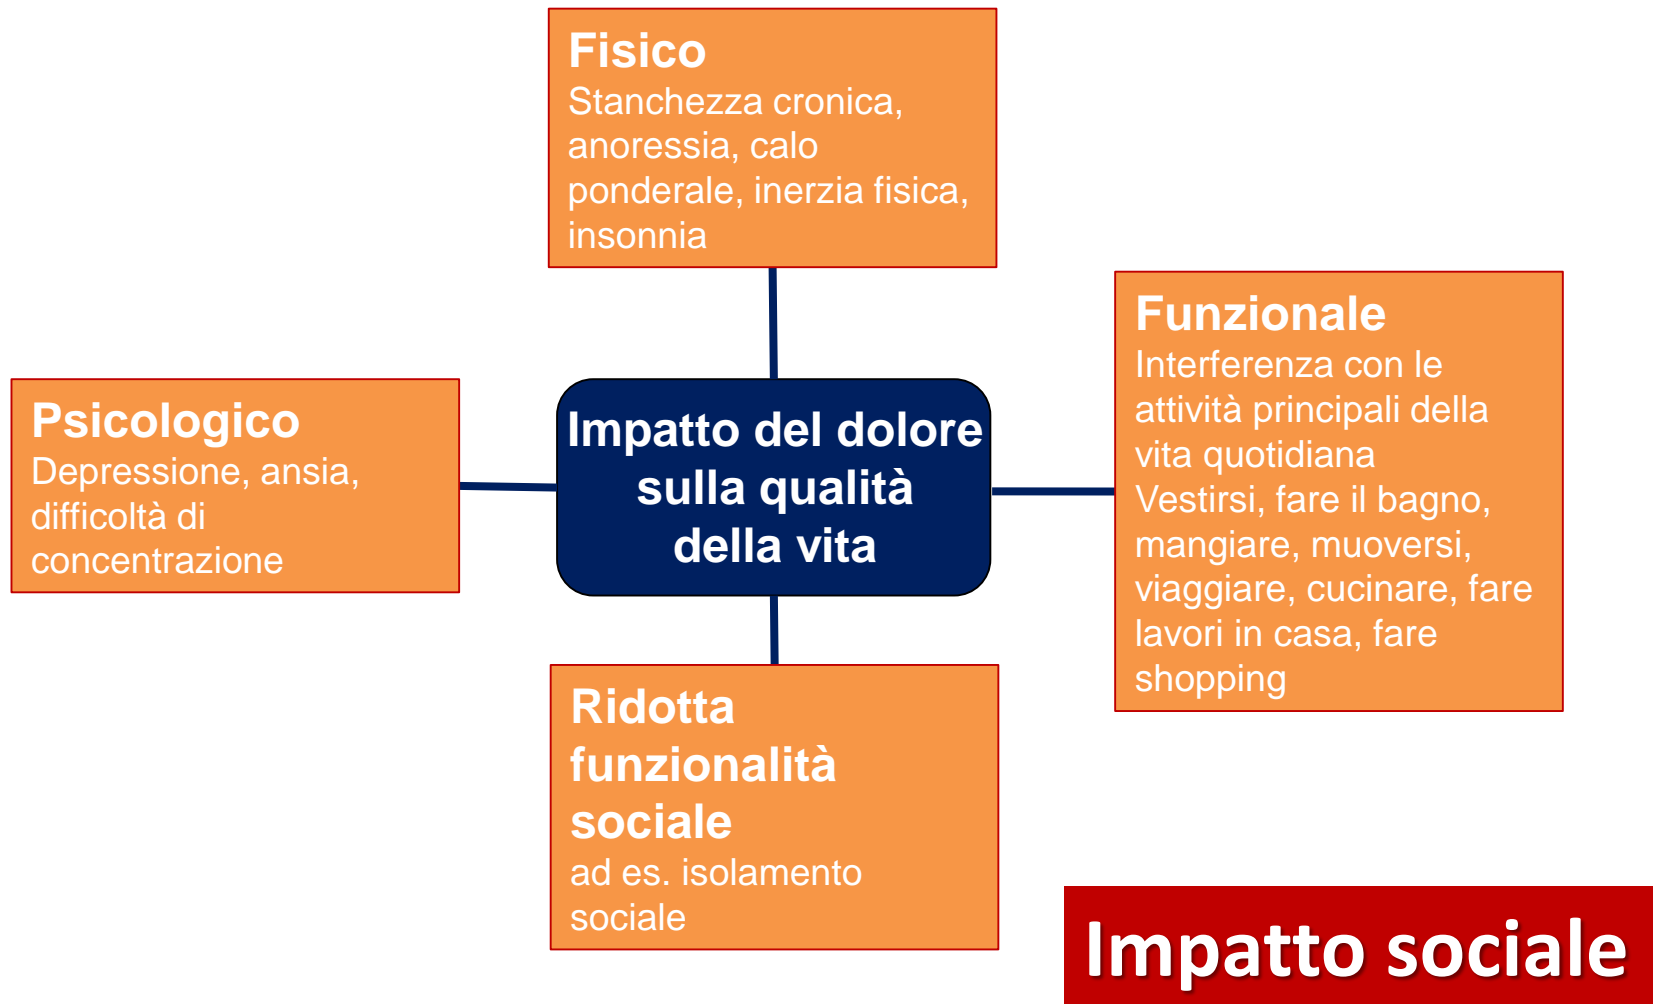 Fisico
Stanchezza cronica,
anoressia, calo
ponderale, inerzia fisica,
insonnia
Psicologico
Depressione, ansia,
difficoltà di
concentrazione
Impatto del dolore
sulla qualità
della vita
Funzionale
Interferenza con le
attività principali della
vita quotidiana
Vestirsi, fare il bagno,
mangiare, muoversi,
viaggiare, cucinare, fare
lavori in casa, fare
shopping
Ridotta
funzionalità
sociale
ad es. isolamento
sociale
Impatto sociale